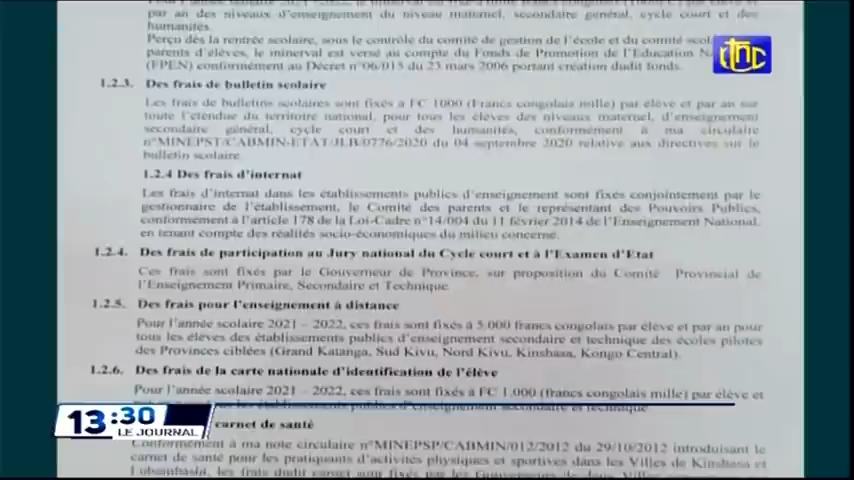 par an des niveaux d'enseignement du niveau maternel, secondaire général, cycle court et des
humanités.
Perçu dès la rentrée scolaire, sous le contrôle du comité de gestion de l'école et du comité
parents d'élèves, le minerval est versé au compte du Fonds de Promotion de l'Education
(FPEN) conformément au Décret n°06/015 du 23 mars 2006 portant création dudit fonds.
1.2.3. Des frais de bulletin scolaire
Les frais de bulletins scolaires sont fixés à FC 1000 (Francs congolais mille) par élève et par an sur
toute l'étendue du territoire national, pour tous les élèves des niveaux maternel, d'enseignement
secondaire général, cycle court et des humanités, conformément à ma circulaire
n°MINEPST/CABMIN-ETAT/JLB/0776/2020 du 04 septembre 2020 relative aux directives sur le
bulletin scolaire.
1.2.4 Des frais d'internat
Les frais d'internat dans les établissements publics d'enseignement sont fixés conjointement par le
gestionnaire de l'établissement, le Comité des parents et le représentant des Pouvoirs Publics,
conformément à l'article 178 de la Loi-Cadre n°14/004 du 11 février 2014 de l'Enseignement National,
en tenant compte des réalités socio-économiques du milieu concerné.
1.2.4. Des frais de participation au Jury national du Cycle court et à l'Examen d'Etat
Ces frais sont fixés par le Gouverneur de Province, sur proposition du Comité Provincial de
l'Enseignement Primaire, Secondaire et Technique.
1.2.5. Des frais pour l'enseignement à distance
Pour l'année scolaire 2021 – 2022, ces frais sont fixés à 5.000 francs congolais par élève et par an pour
tous les élèves des établissements publics d'enseignement secondaire et technique des écoles pilotes
des Provinces ciblées (Grand Katanga, Sud Kivu, Nord Kivu, Kinshasa, Kongo Central).
1.2.6. Des frais de la carte nationale d'identification de l'élève
Pour l'année scolaire 2021 – 2022, ces frais sont fixés à FC 1.000 (francs congolais mille) par élève et
établissements publics d'enseignement secondaire et technique.
carnet de santé
Conformément à ma note circulaire n°MINEPSP/CABMIN/012/2012 du 29/10/2012 introduisant le
carnet de santé pour les pratiquants d'activités physiques et sportives dans les Villes de Kinshasa et
Lubumbashi, les frais dudit carnet sont fixés par les
13:30
LE JOURNAL